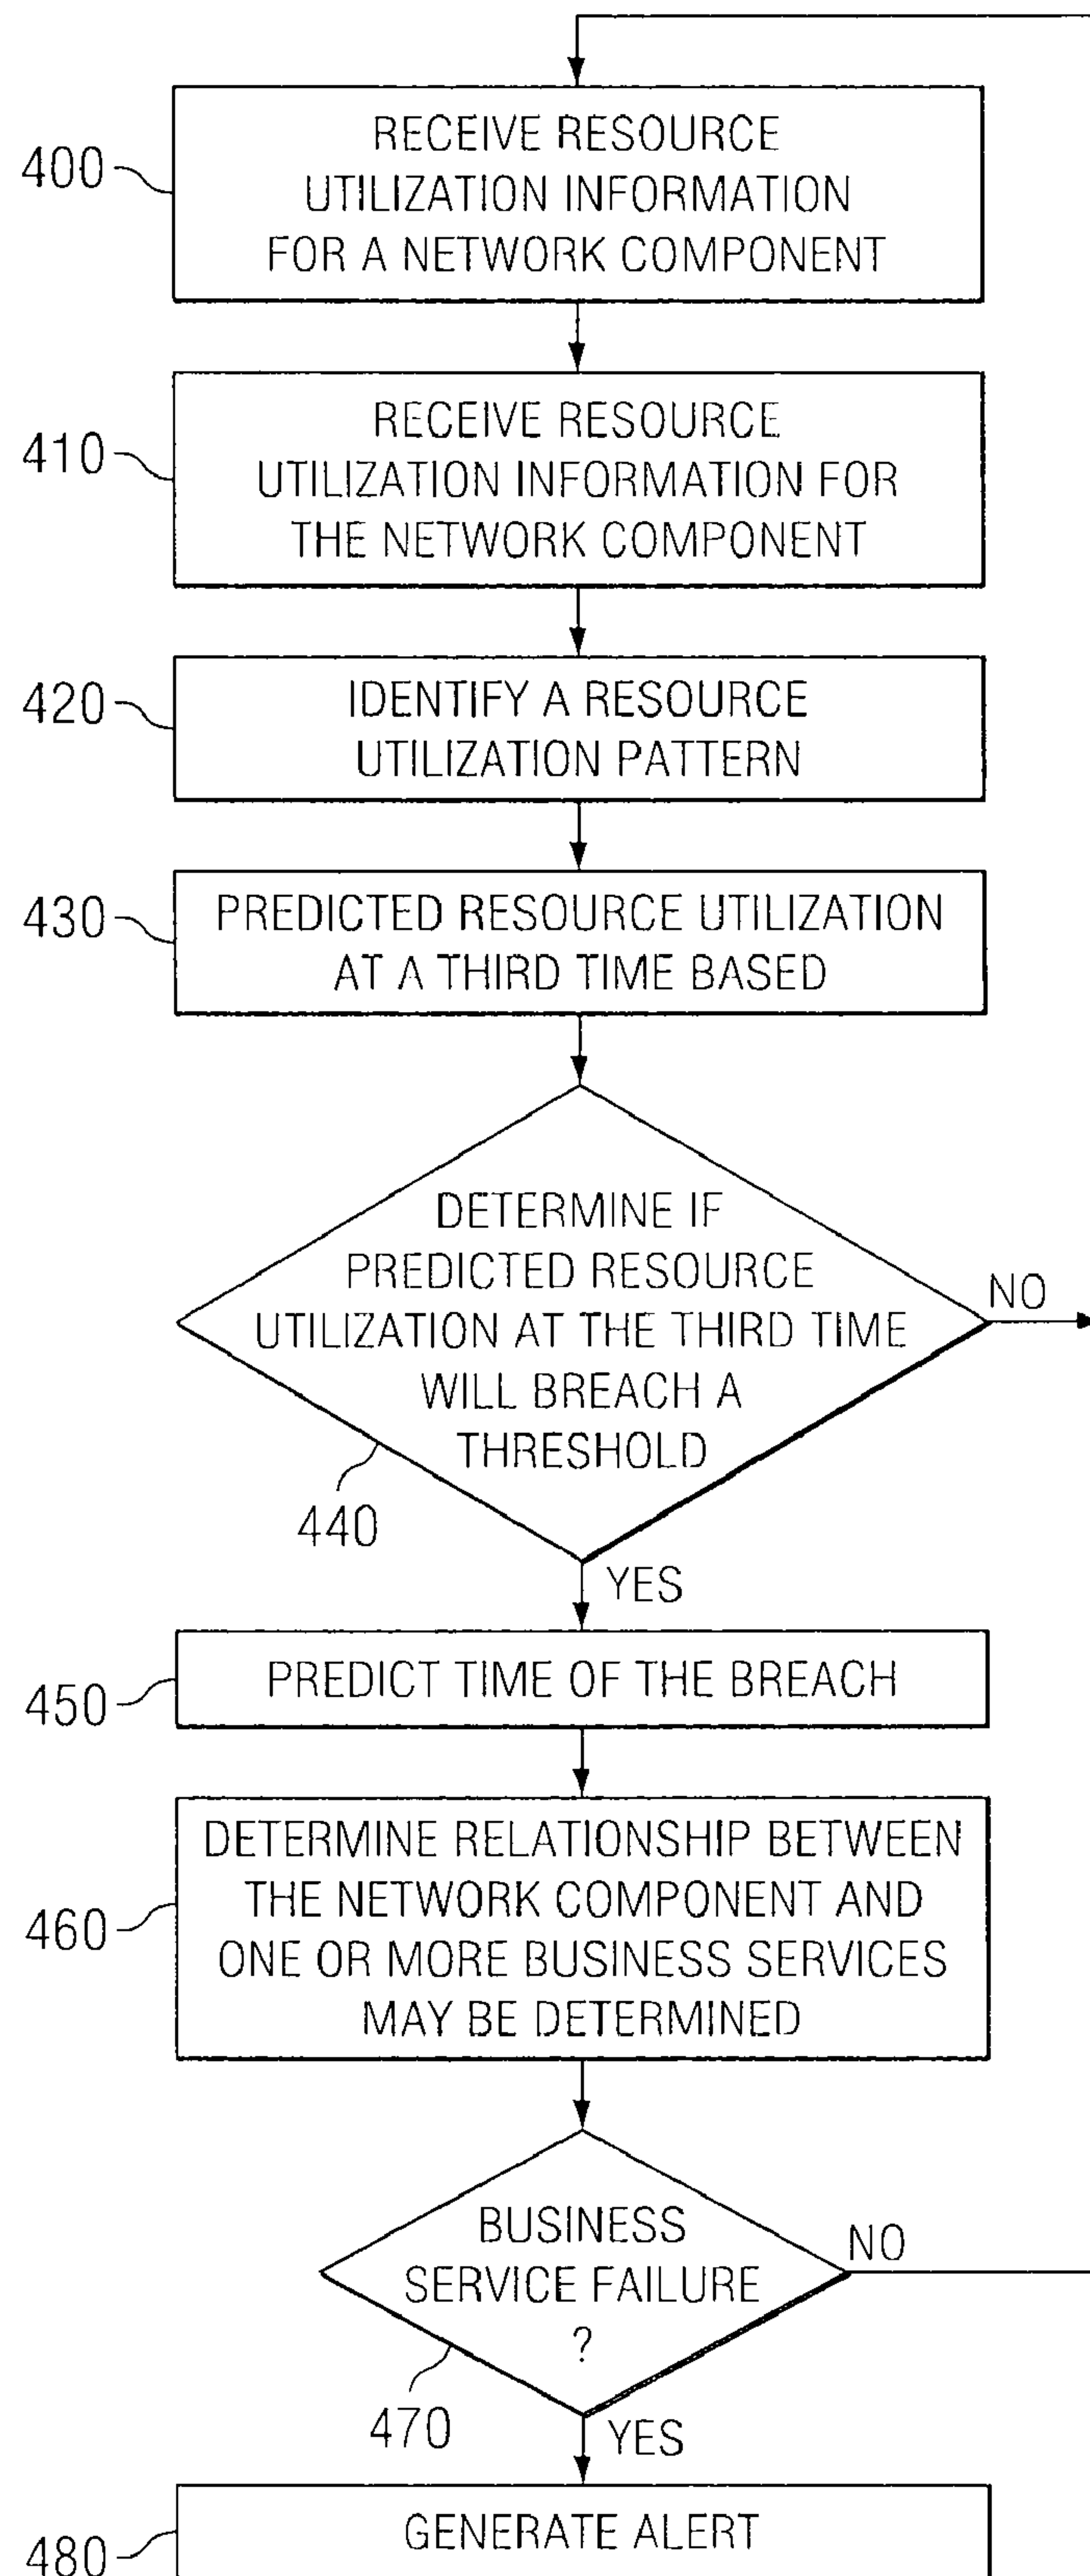 400
RECEIVE RESOURCE
UTILIZATION INFORMATION
FOR A NETWORK COMPONENT
410
RECEIVE RESOURCE
UTILIZATION INFORMATION FOR
THE NETWORK COMPONENT
420
IDENTIFY A RESOURCE
UTILIZATION PATTERN
430
PREDICTED RESOURCE UTILIZATION
AT A THIRD TIME BASED
DETERMINE IF
PREDICTED RESOURCE
UTILIZATION AT THE THIRD TIME
WILL BREACH A
THRESHOLD
NO
440
YES
450
PREDICT TIME OF THE BREACH
460
DETERMINE RELATIONSHIP BETWEEN
THE NETWORK COMPONENT AND
ONE OR MORE BUSINESS SERVICES
MAY BE DETERMINED
BUSINESS
SERVICE FAILURE
?
NO
470
YES
480
GENERATE ALERT